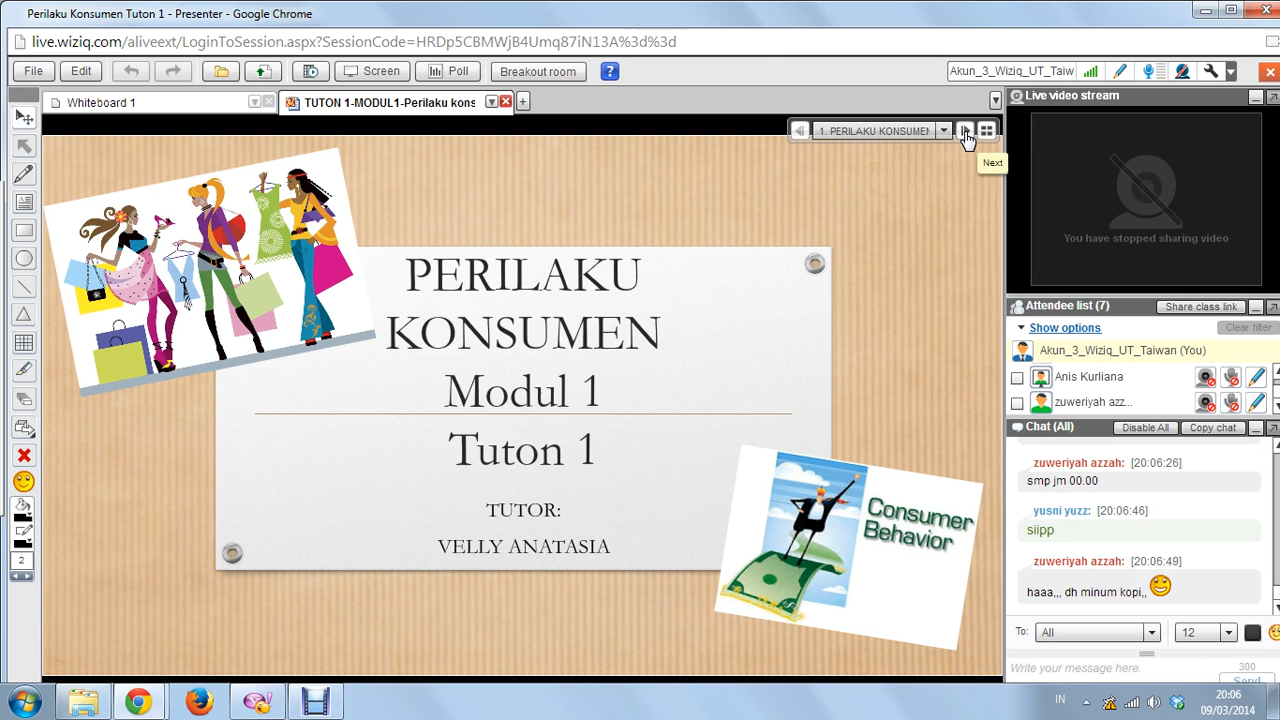 Perilaku Konsumen Tuton 1 - Presenter - Google Chrome
live.wiziq.com/aliveext/LoginToSession.aspx?SessionCode=HRDp5CBMWjB4Umq87iN13A%3d%3d
File Edit Screen Poll Breakout room ? Akun_3_Wiziq_UT_Taiw
Whiteboard 1 TUTON 1-MODUL1-Perilaku kons
1. PERILAKU KONSUMEN
Next
PERILAKU
KONSUMEN
Modul 1
Tuton 1
TUTOR:
VELLY ANATASIA
Consumer
Behavior
2
Live video stream
You have stopped sharing video
Attendee list (7) Share class link
Show options Clear filter
Akun_3_Wiziq_UT_Taiwan (You)
Anis Kurliana
zuweriyah azz...
Chat (All) Disable All Copy chat
zuweriyah azzah: [20:06:26]
smp jm 00.00
yusni yuzz: [20:06:46]
siipp
zuweriyah azzah: [20:06:49]
haaa,,, dh minum kopi,,
To: All 12
Write your message here. 300
Send
IN 20:06
09/03/2014